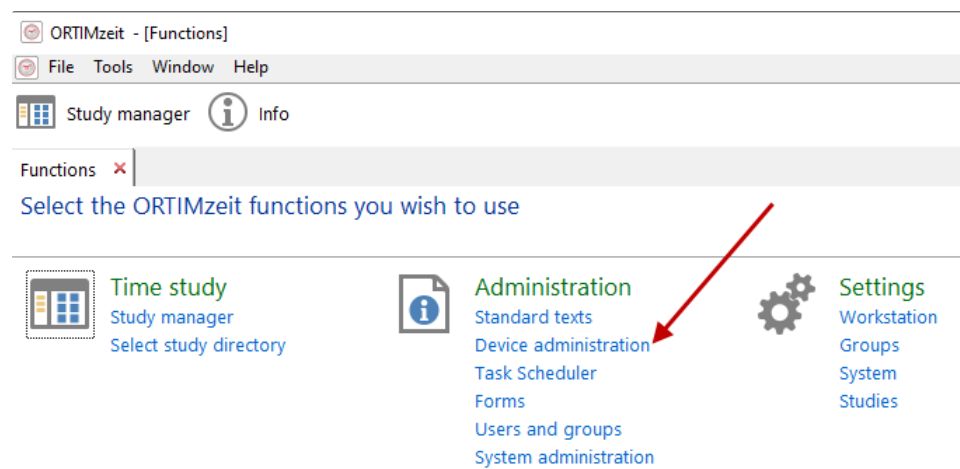 ORTIMzeit - [Functions]
File Tools Window Help
Study manager Info
Functions
Select the ORTIMzeit functions you wish to use
Time study
Study manager
Select study directory
Administration
Standard texts
Device administration
Task Scheduler
Forms
Users and groups
System administration
Settings
Workstation
Groups
System
Studies